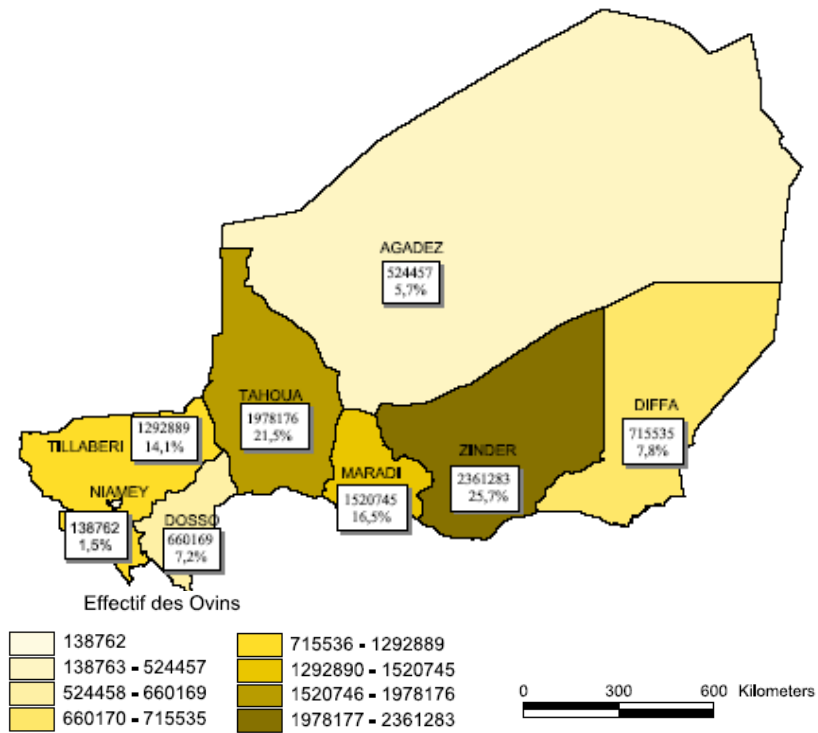 AGADEZ
524457
5,7%
TAHOUA
1978176
21,5%
DIFFA
715535
7,8%
1292889
14,1%
TILLABERI
ZINDER
2361283
25,7%
MARADI
1520745
16,5%
NIAMEY
138762
1,5%
DOSSO
660169
7,2%
Effectif des Ovins
138762
138763 - 524457
524458 - 660169
660170 - 715535
715536 - 1292889
1292890 - 1520745
1520746 - 1978176
1978177 - 2361283
0 300 600 Kilometers